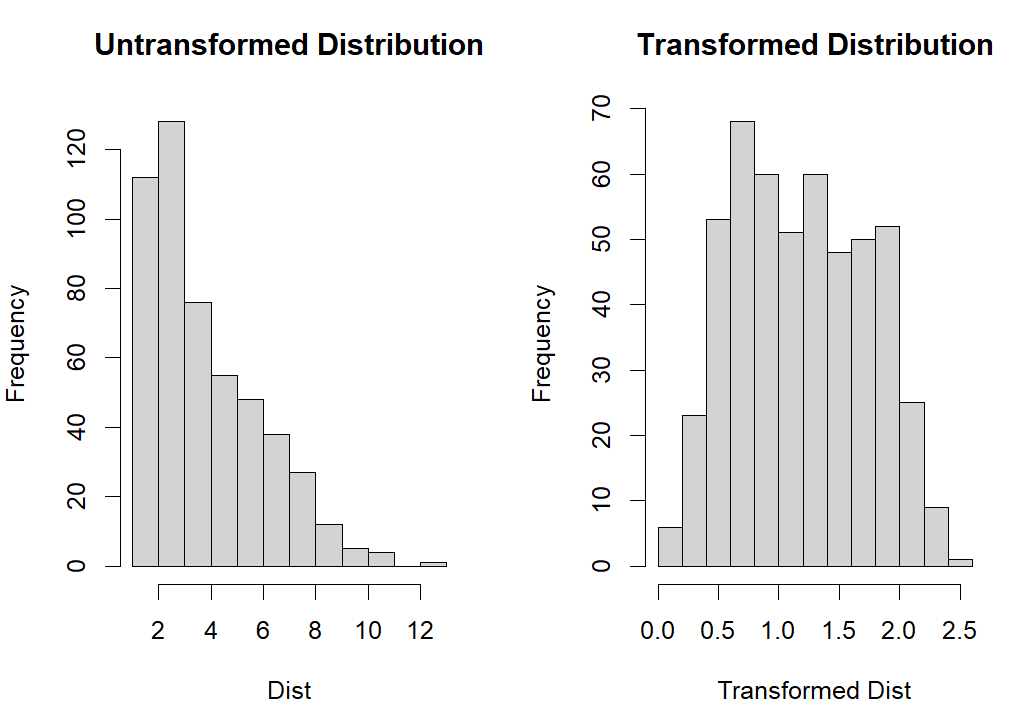 Untransformed Distribution
Frequency
0
20
40
60
80
100
120
2 4 6 8 10 12
Dist
Transformed Distribution
Frequency
0
10
20
30
40
50
60
70
0.0 0.5 1.0 1.5 2.0 2.5
Transformed Dist